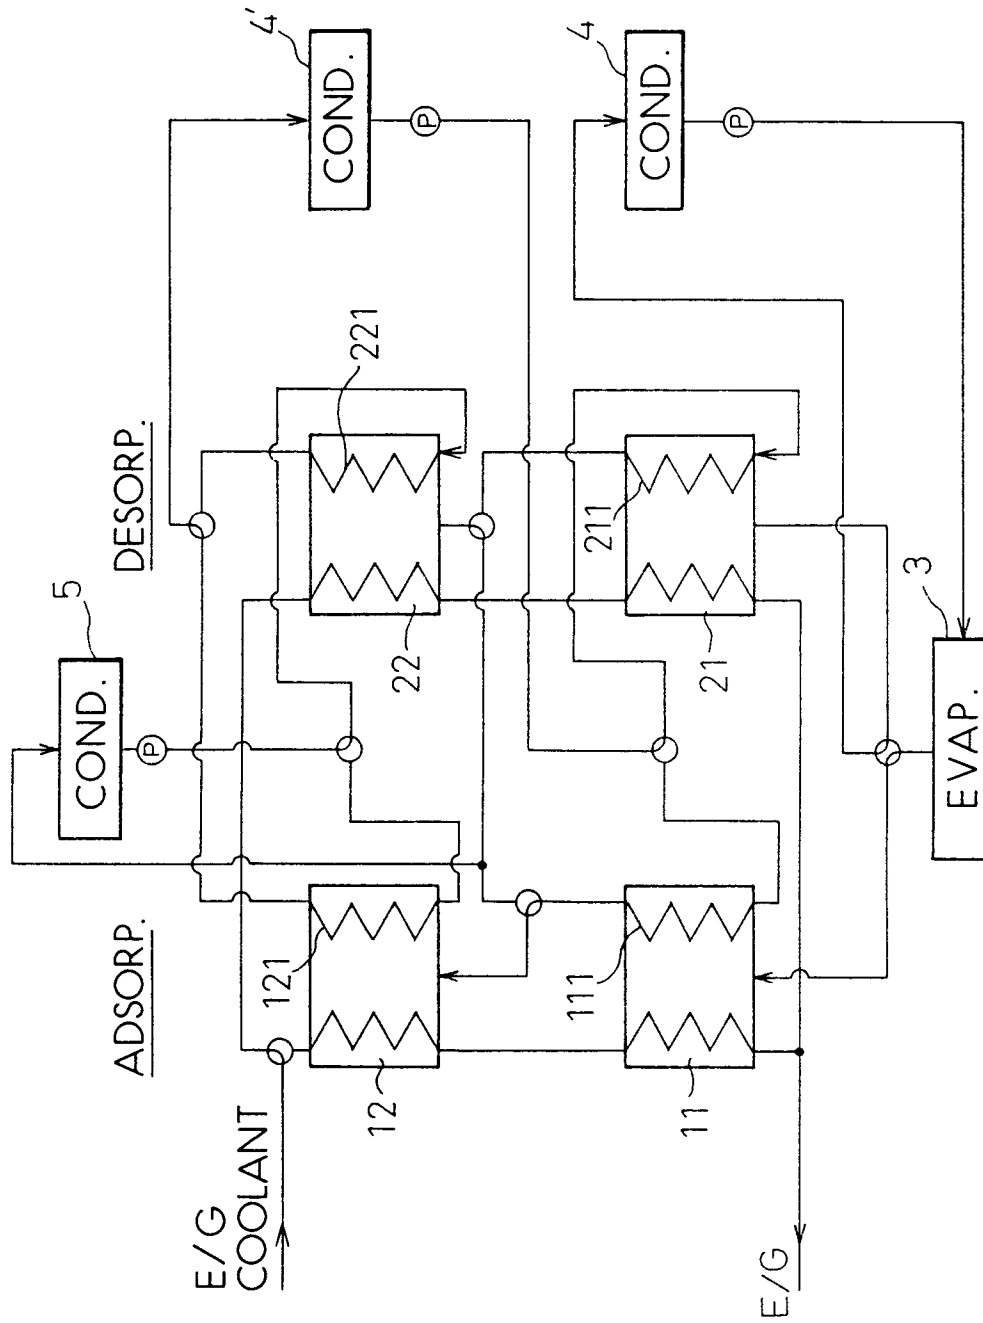 5
COND.
P
ADSORP.
DESORP.
E/G
COOLANT
4'
121
COND.
221
12
22
P
4
111
211
COND.
11
21
P
E/G
3
EVAP.